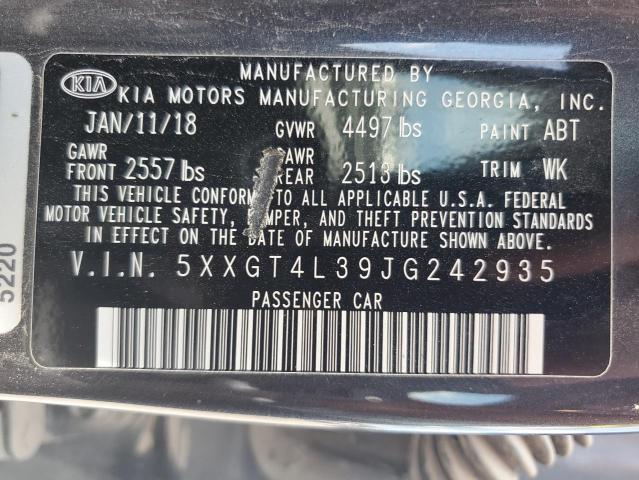 KIA
MANUFACTURED BY
KIA MOTORS MANUFACTURING GEORGIA, INC.
JAN/11/18 GVWR 4497 lbs PAINT ABT
GAWR FRONT 2557 lbs GAWR REAR 2513 lbs TRIM WK
THIS VEHICLE CONFORMS TO ALL APPLICABLE U.S.A. FEDERAL
MOTOR VEHICLE SAFETY, BUMPER, AND THEFT PREVENTION STANDARDS
IN EFFECT ON THE DATE OF MANUFACTURE SHOWN ABOVE.
V.I.N. 5XXGT4L39JG242935
PASSENGER CAR
5220